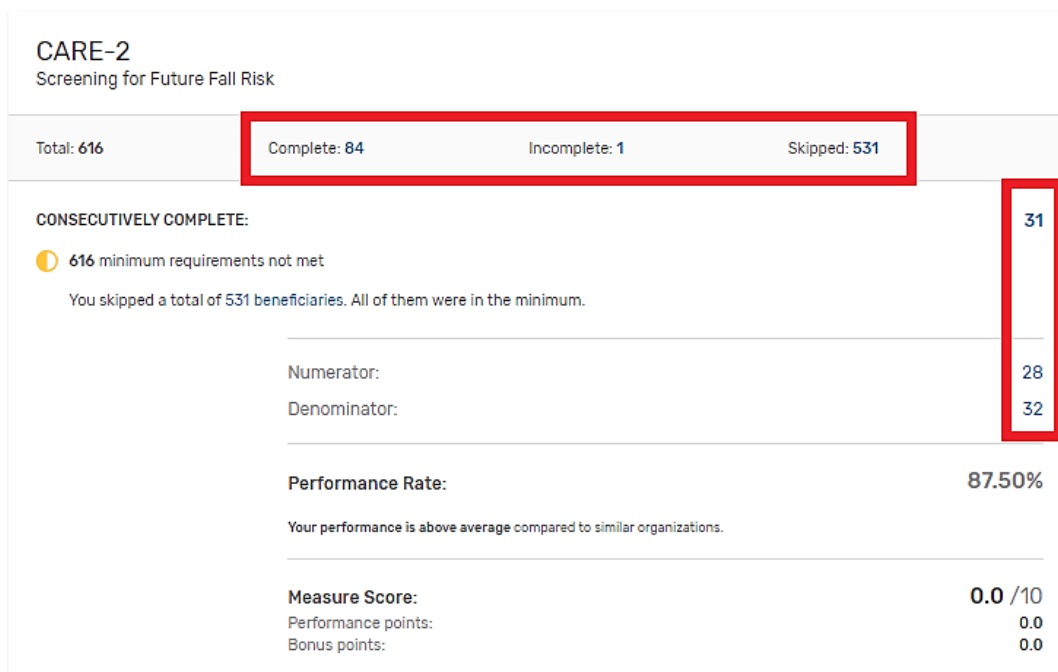 CARE-2
Screening for Future Fall Risk
Total: 616 Complete: 84 Incomplete: 1 Skipped: 531
CONSECUTIVELY COMPLETE: 31
616 minimum requirements not met
You skipped a total of 531 beneficiaries. All of them were in the minimum.
Numerator: 28
Denominator: 32
Performance Rate: 87.50%
Your performance is above average compared to similar organizations.
Measure Score: 0.0 /10
Performance points: 0.0
Bonus points: 0.0